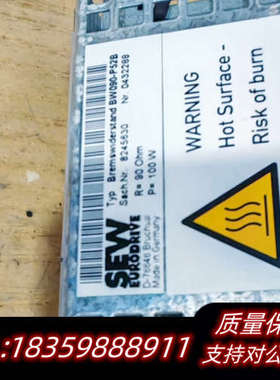 Typ Bremswiderstand BW090-P52B
Sach.Nr. 8245630 Nr 0432288
R= 90 Ohm
P= 100 W
SEW
EURODRIVE
D-76646 Bruchsal
Made in Germany
WARNING
Hot Surface -
Risk of burn
:18359888911
质量保
支持对公